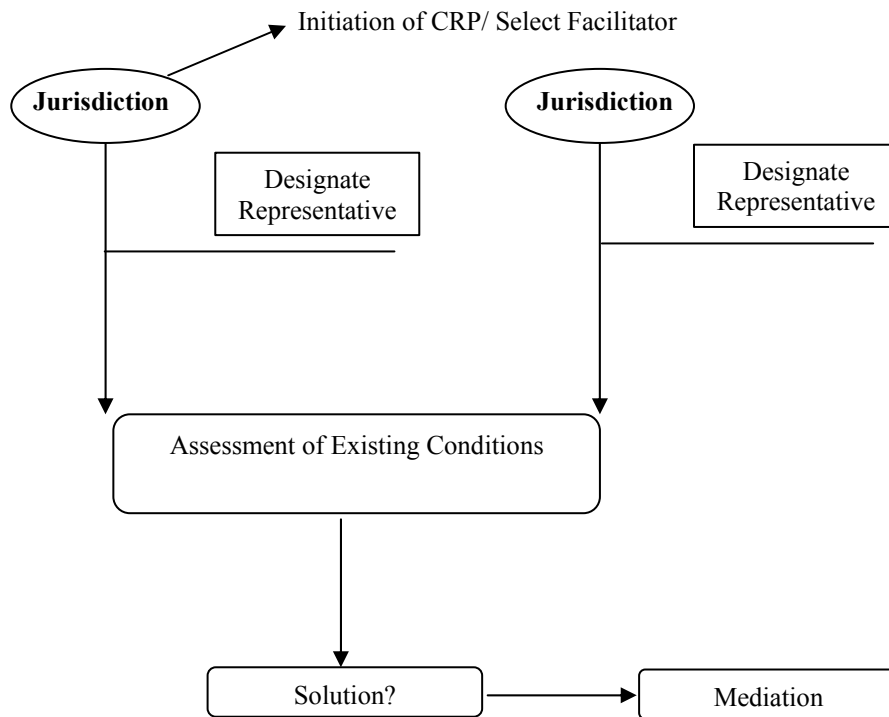 Initiation of CRP/ Select Facilitator
Jurisdiction
Jurisdiction
Designate
Representative
Designate
Representative
Assessment of Existing Conditions
Solution?
Mediation